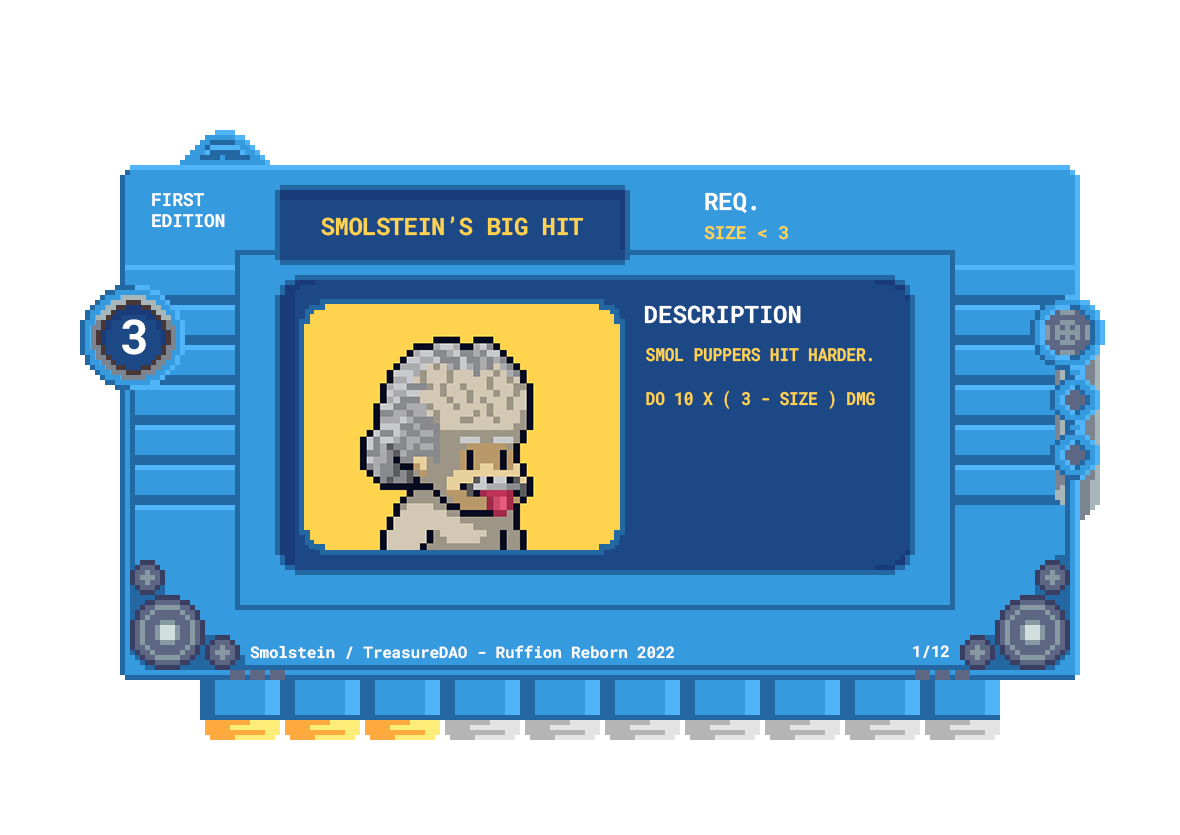 FIRST
EDITION
SMOLSTEIN'S BIG HIT
REQ.
SIZE < 3
3
DESCRIPTION
SMOL PUPPERS HIT HARDER.
DO 10 X ( 3 - SIZE ) DMG
Smolstein / TreasureDAO - Ruffion Reborn 2022
1/12